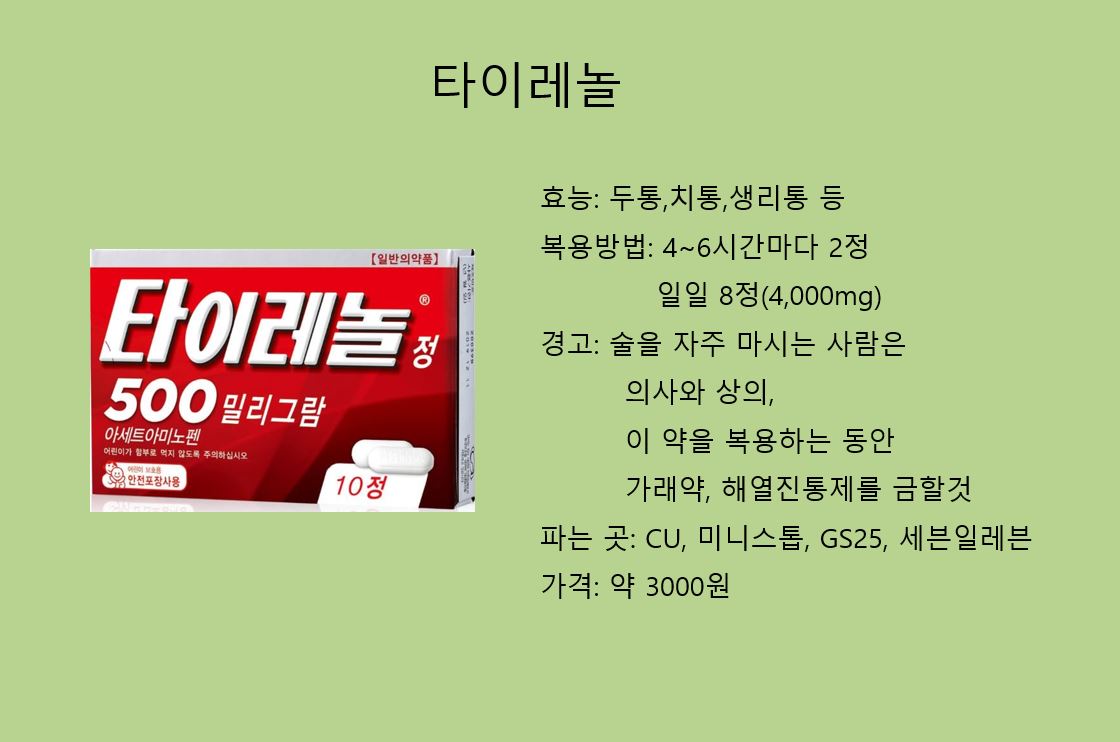 타이레놀
효능: 두통,치통,생리통 등
복용방법: 4~6시간마다 2정
일일 8정(4,000mg)
경고: 술을 자주 마시는 사람은
의사와 상의,
이 약을 복용하는 동안
가래약, 해열진통제를 금할것
파는 곳: CU, 미니스톱, GS25, 세븐일레븐
가격: 약 3000원
【일반의약품】
타이레놀® 정
500 밀리그람
아세트아미노펜
어린이가 함부로 먹지 않도록 주의하십시오
어린이 보호용
안전포장사용
10정